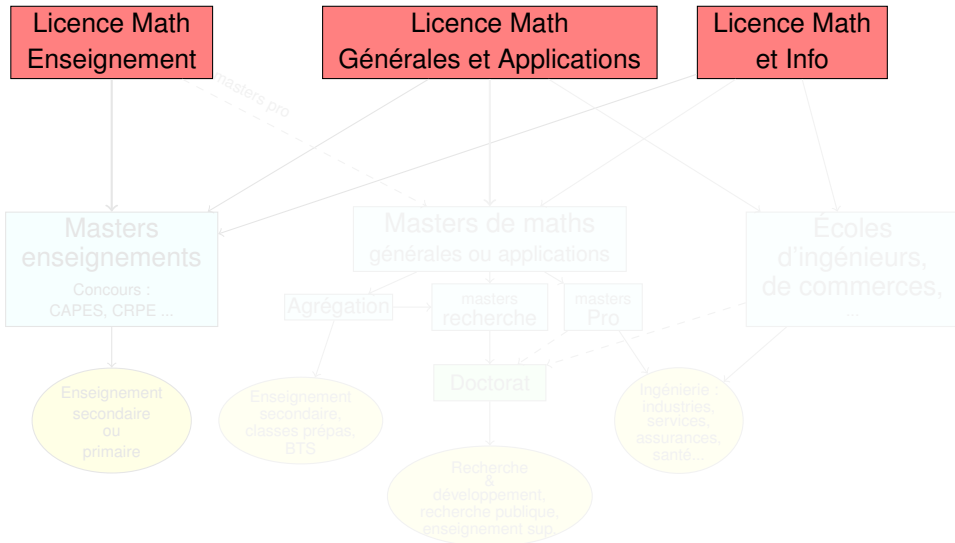 Licence Math
Enseignement
Licence Math
Générales et Applications
Licence Math
et Info
masters pro
Masters
enseignements
Concours :
CAPES, CRPE ...
Masters de maths
générales ou applications
Écoles
d'ingénieurs,
de commerces,
...
Agrégation
masters
recherche
masters
Pro
Doctorat
Enseignement
secondaire
ou
primaire
Enseignement
secondaire,
classes prépas,
BTS
Ingénierie :
industries,
services,
assurances,
santé...
Recherche
&
développement,
recherche publique,
enseignement sup.